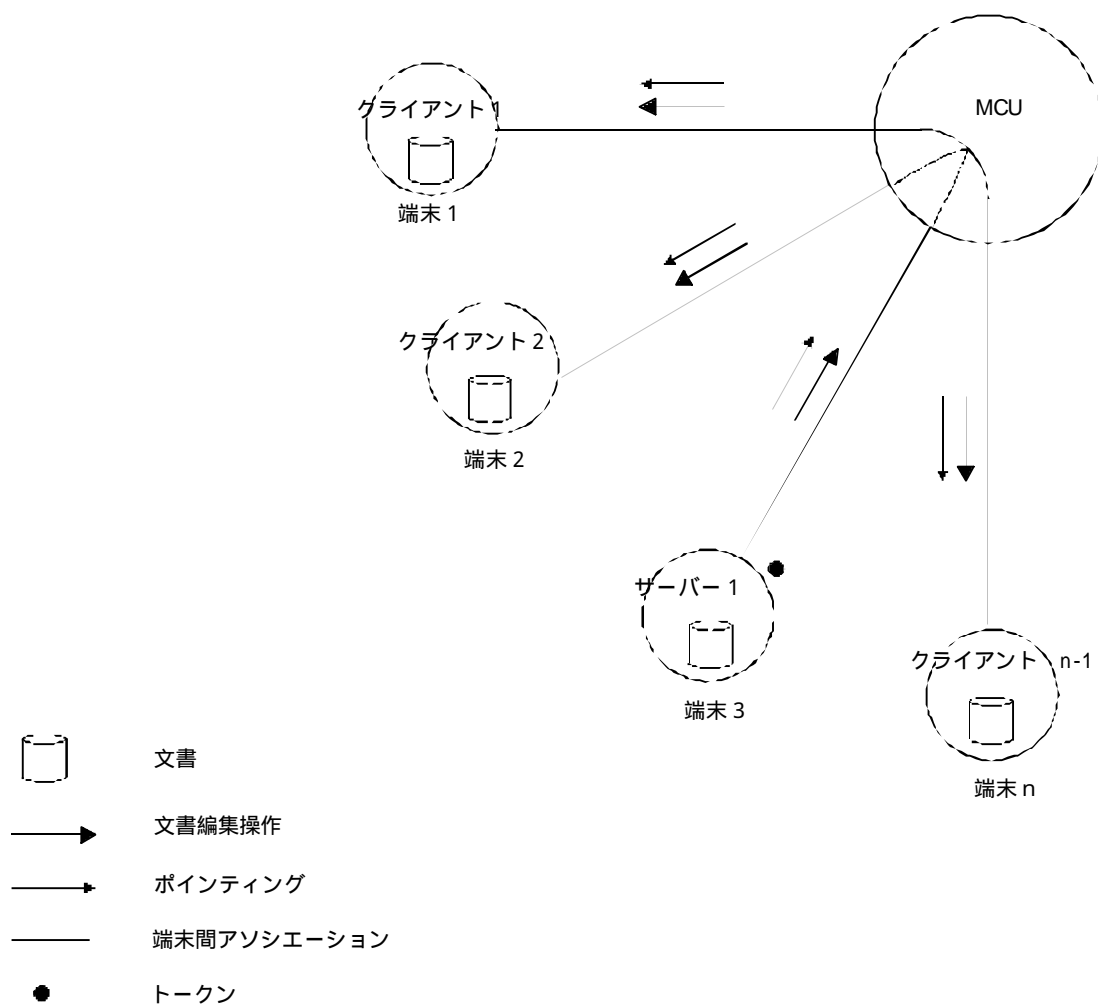 MCU
クライアント 1
端末 1
クライアント 2
端末 2
サーバー 1
端末 3
クライアント n-1
端末 n
文書
文書編集操作
ポインティング
端末間アソシエーション
トークン